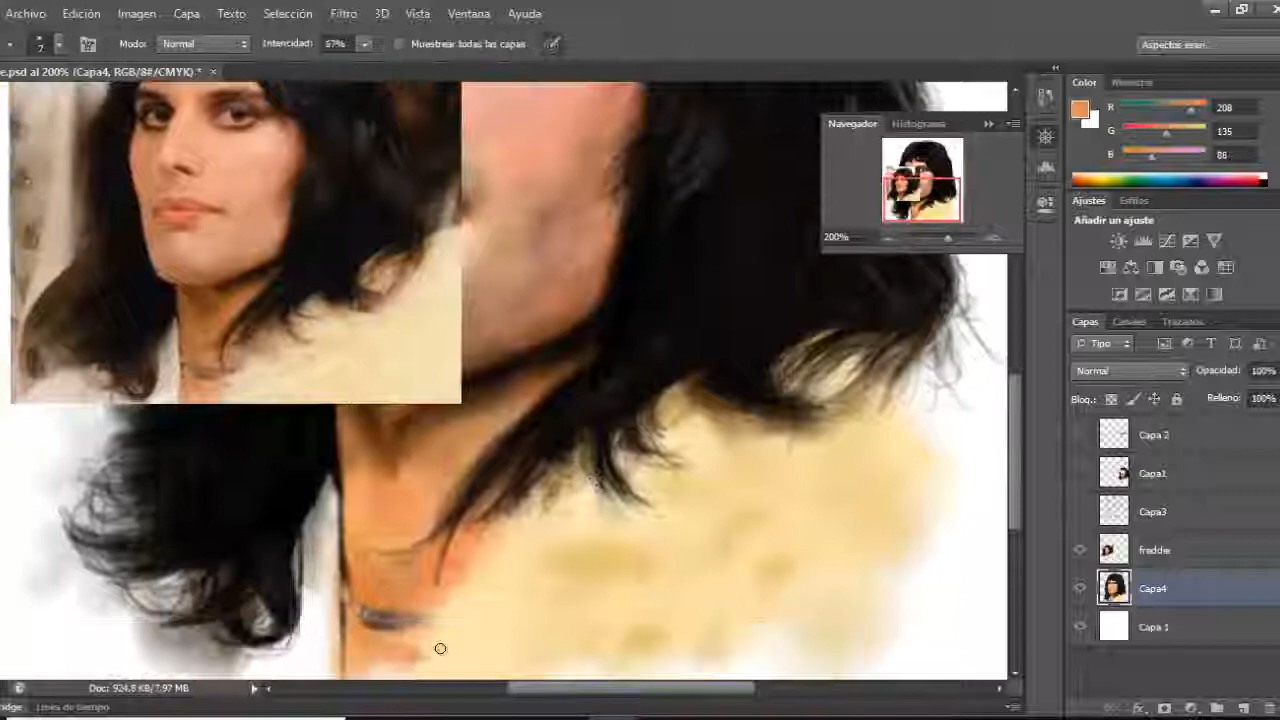 Archivo Edición Imagen Capa Texto Selección Filtro 3D Vista Ventana Ayuda
7 Modo: Normal Intensidad: 67% Muestrear todas las capas
e.psd al 200% (Capa4, RGB/8#/CMYK) * ×
Color Muestras
R 208
G 135
B 86
Navegador Histograma
200%
Ajustes Estilos
Añadir un ajuste
Capas Canales Trazados
Tipo
Normal Opacidad: 100%
Bloq.: Relleno: 100%
Capa 2
Capa1
Capa3
freddie
Capa4
Capa 1
Doc: 924,8 KB/7,97 MB
Línea de tiempo